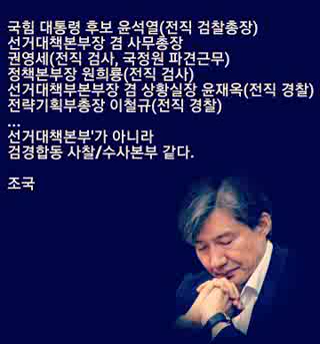 국힘 대통령 후보 윤석열(전직 검찰총장)
선거대책본부장 겸 사무총장
권영세(전직 검사, 국정원 파견근무)
정책본부장 원희룡(전직 검사)
선거대책부본부장 겸 상황실장 윤재옥(전직 경찰)
전략기획부총장 이철규(전직 경찰)
...
선거대책본부'가 아니라
검경합동 사찰/수사본부 같다.
조국